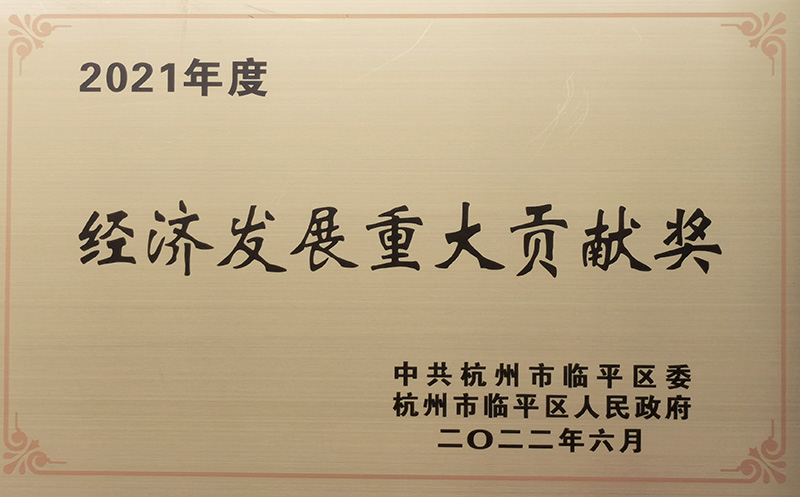 2021年度
经济发展重大贡献奖
中共杭州市临平区委
杭州市临平区人民政府
二〇二二年六月